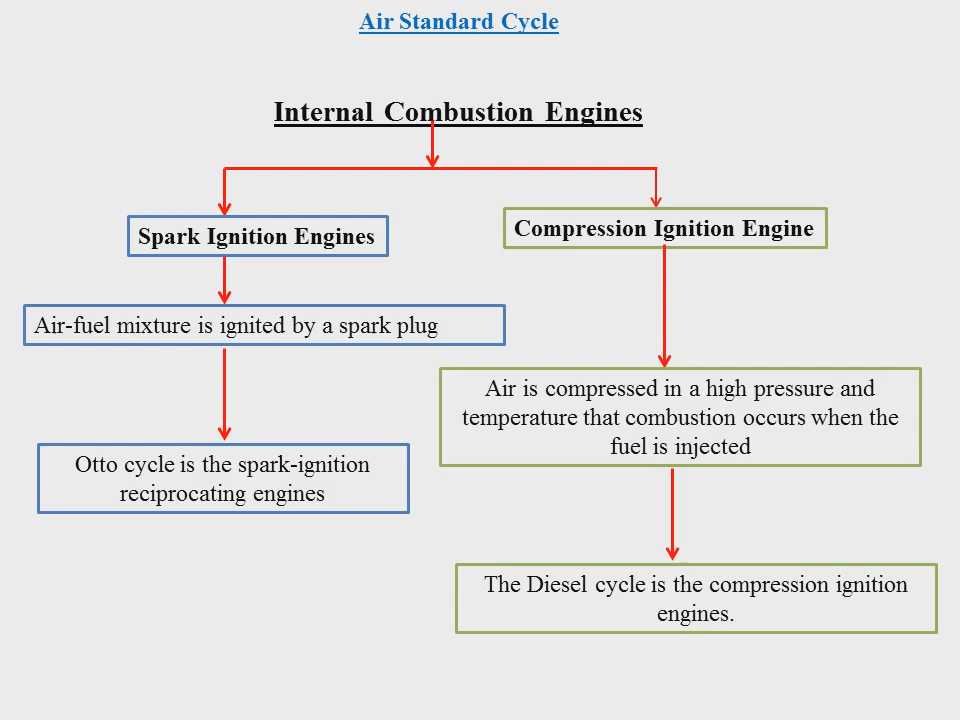 Air Standard Cycle
Internal Combustion Engines
Spark Ignition Engines
Compression Ignition Engine
Air-fuel mixture is ignited by a spark plug
Air is compressed in a high pressure and
temperature that combustion occurs when the
fuel is injected
Otto cycle is the spark-ignition
reciprocating engines
The Diesel cycle is the compression ignition
engines.